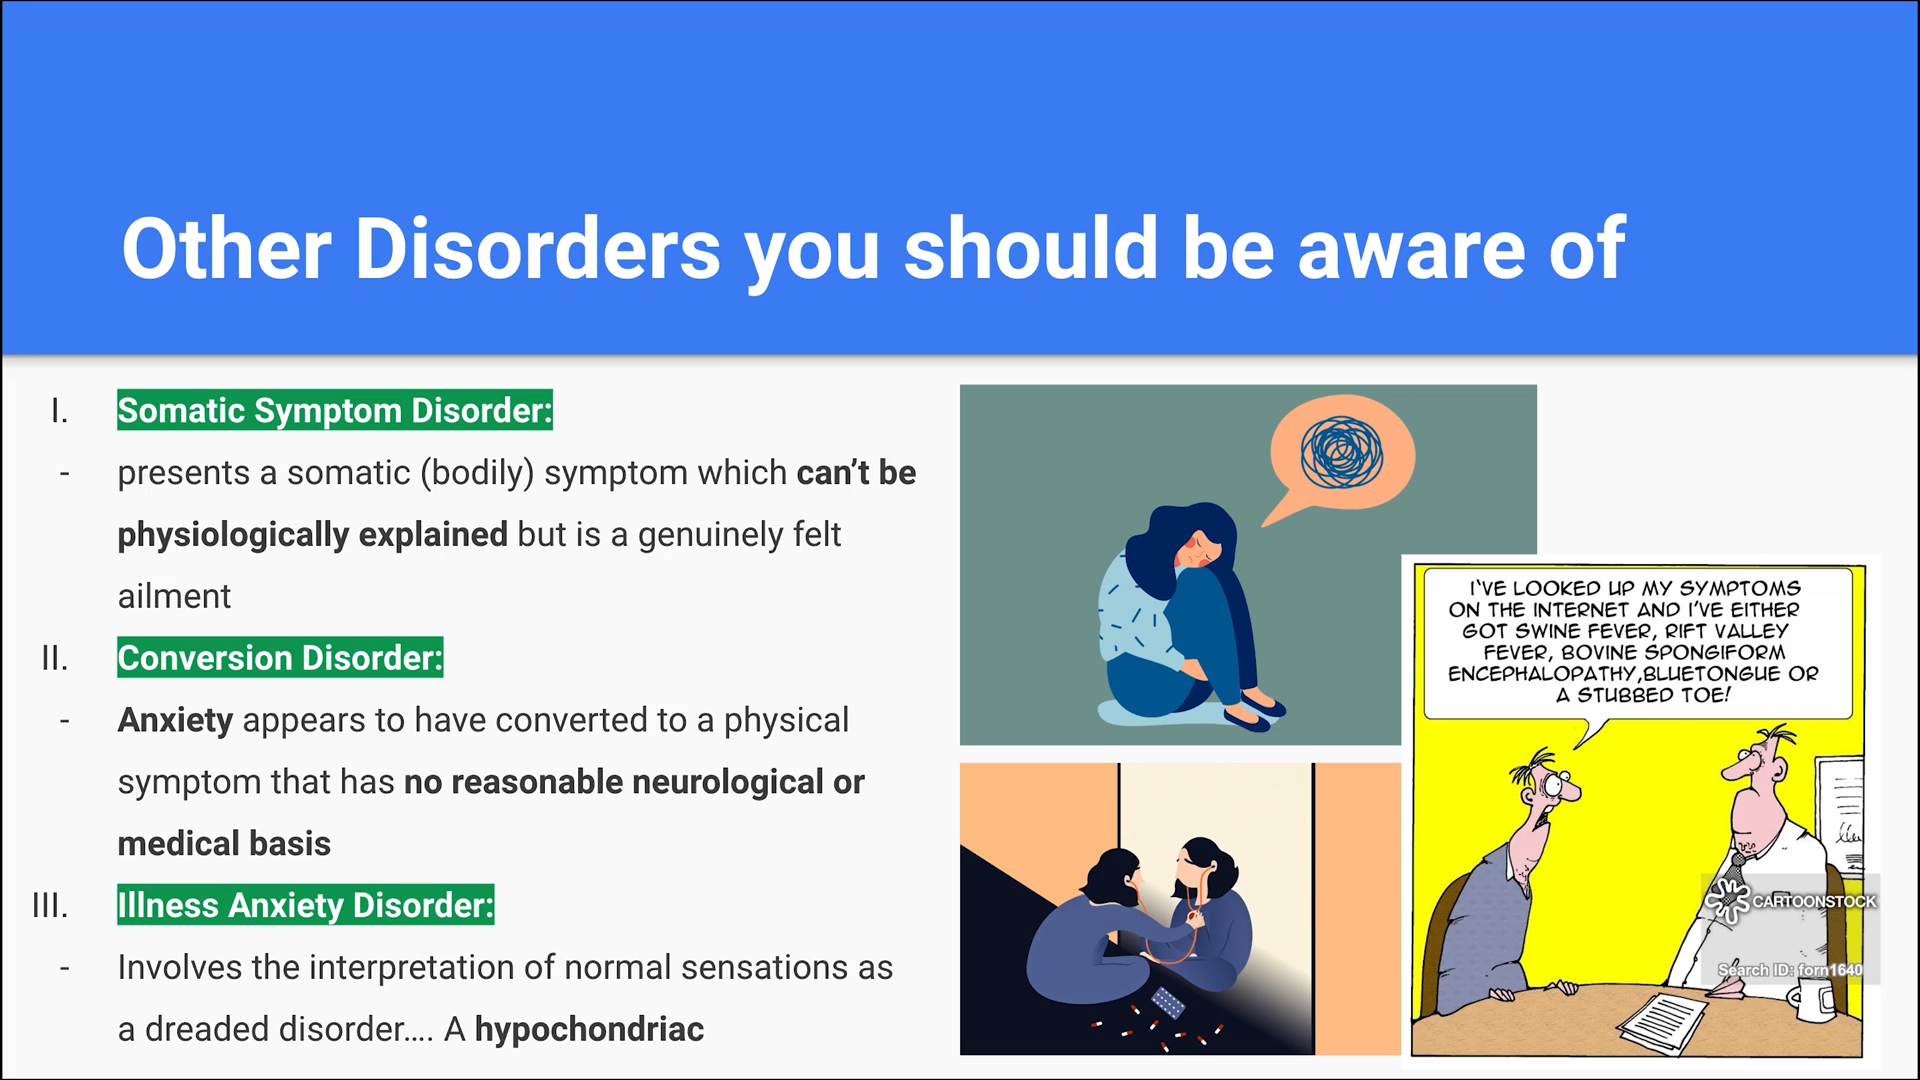 Other Disorders you should be aware of
I. Somatic Symptom Disorder:
- presents a somatic (bodily) symptom which can’t be
physiologically explained but is a genuinely felt
ailment
II. Conversion Disorder:
- Anxiety appears to have converted to a physical
symptom that has no reasonable neurological or
medical basis
III. Illness Anxiety Disorder:
- Involves the interpretation of normal sensations as
a dreaded disorder.... A hypochondriac
I'VE LOOKED UP MY SYMPTOMS
ON THE INTERNET AND I'VE EITHER
GOT SWINE FEVER, RIFT VALLEY
FEVER, BOVINE SPONGIFORM
ENCEPHALOPATHY,BLUETONGUE OR
A STUBBED TOE!
CARTOONSTOCK
Search ID: forn1640